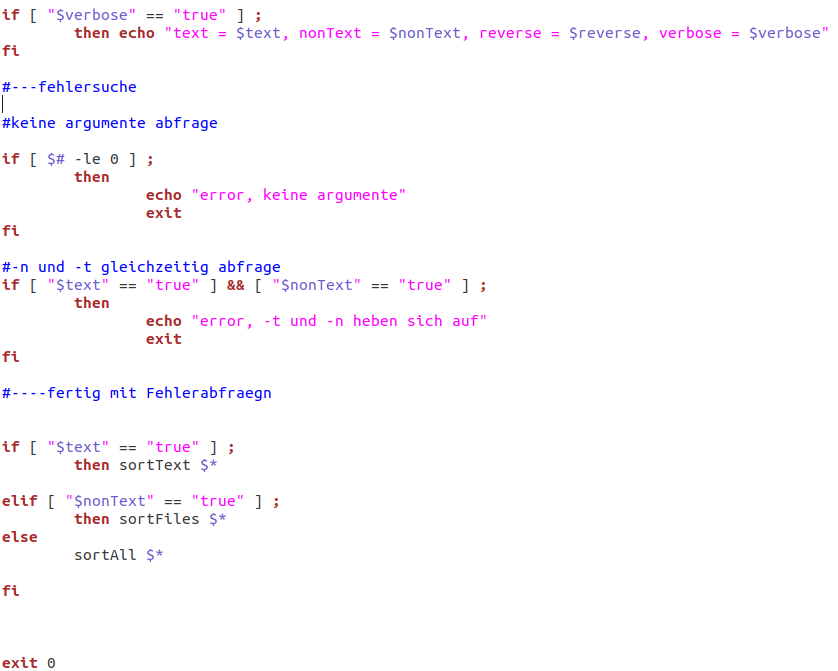 if [ "$verbose" == "true" ] ;
        then echo "text = $text, nonText = $nonText, reverse = $reverse, verbose = $verbose"
fi

#---fehlersuche

#keine argumente abfrage

if [ $# -le 0 ] ;
        then
                echo "error, keine argumente"
                exit
fi

#-n und -t gleichzeitig abfrage
if [ "$text" == "true" ] && [ "$nonText" == "true" ] ;
        then
                echo "error, -t und -n heben sich auf"
                exit
fi

#----fertig mit Fehlerabfraegn


if [ "$text" == "true" ] ;
        then sortText $*

elif [ "$nonText" == "true" ] ;
        then sortFiles $*
else
        sortAll $*

fi



exit 0